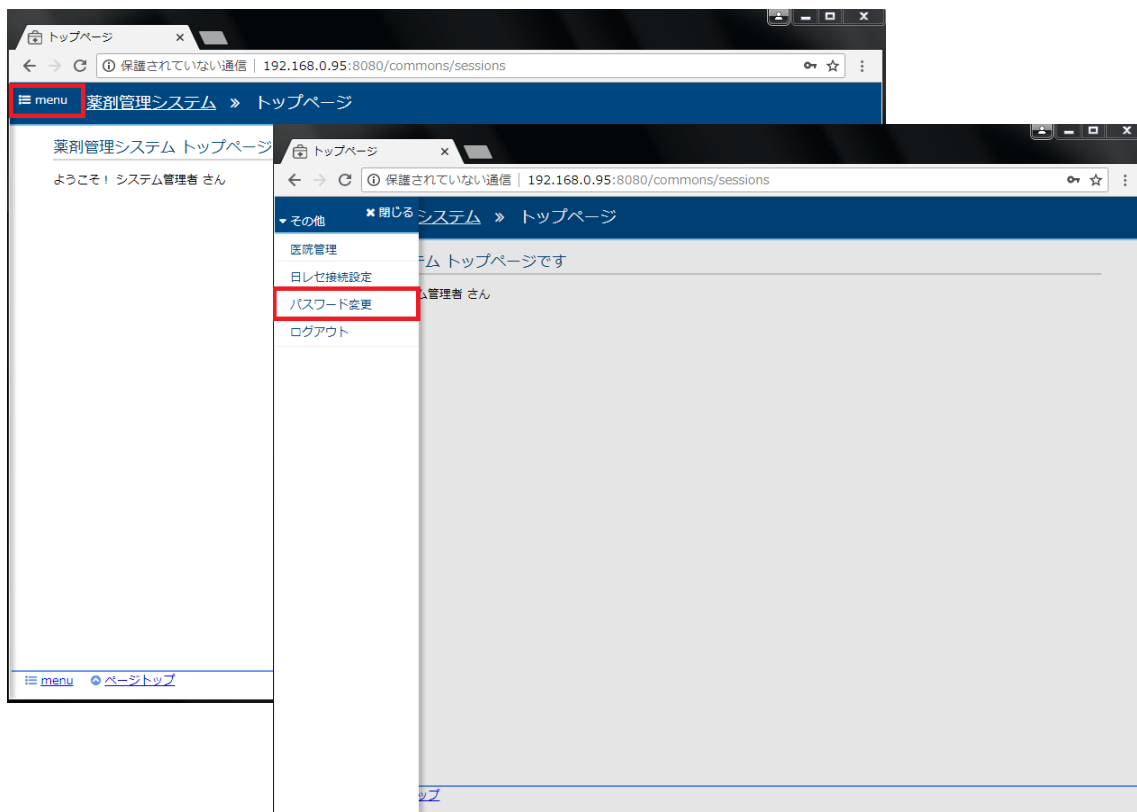 トップページ
保護されていない通信 | 192.168.0.95:8080/commons/sessions
menu 薬剤管理システム » トップページ
薬剤管理システム トップページ
ようこそ! システム管理者 さん
menu ページトップ
トップページ
保護されていない通信 | 192.168.0.95:8080/commons/sessions
その他 ✖閉じる システム » トップページ
医院管理
日レセ接続設定
パスワード変更
ログアウト
ム トップページです
ム管理者 さん
ップ